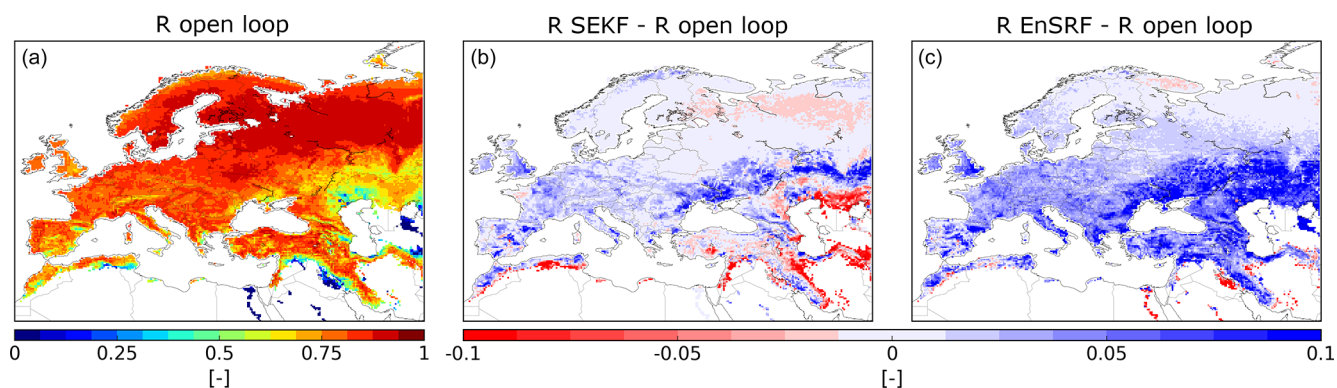 R open loop
R SEKF - R open loop
R EnSRF - R open loop
(a)
(b)
(c)
0 0.25 0.5 0.75 1
-0.1 -0.05 0 0.05 0.1
[-]
[-]